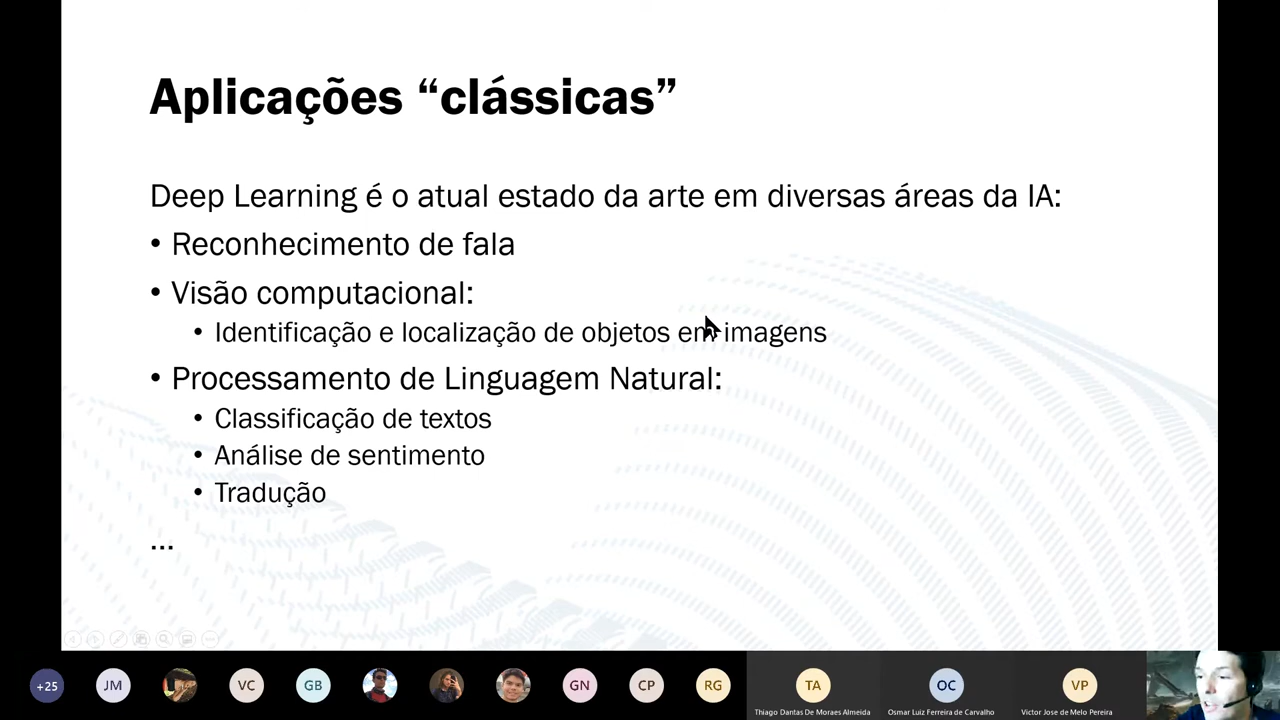 Aplicações “clássicas”
Deep Learning é o atual estado da arte em diversas áreas da IA:
• Reconhecimento de fala
• Visão computacional:
• Identificação e localização de objetos em imagens
• Processamento de Linguagem Natural:
• Classificação de textos
• Análise de sentimento
• Tradução
...
+25
JM
VC
GB
GN
CP
RG
TA
OC
VP
Thiago Dantas De Moraes Almeida
Osmar Luiz Ferreira de Carvalho
Victor Jose de Melo Pereira